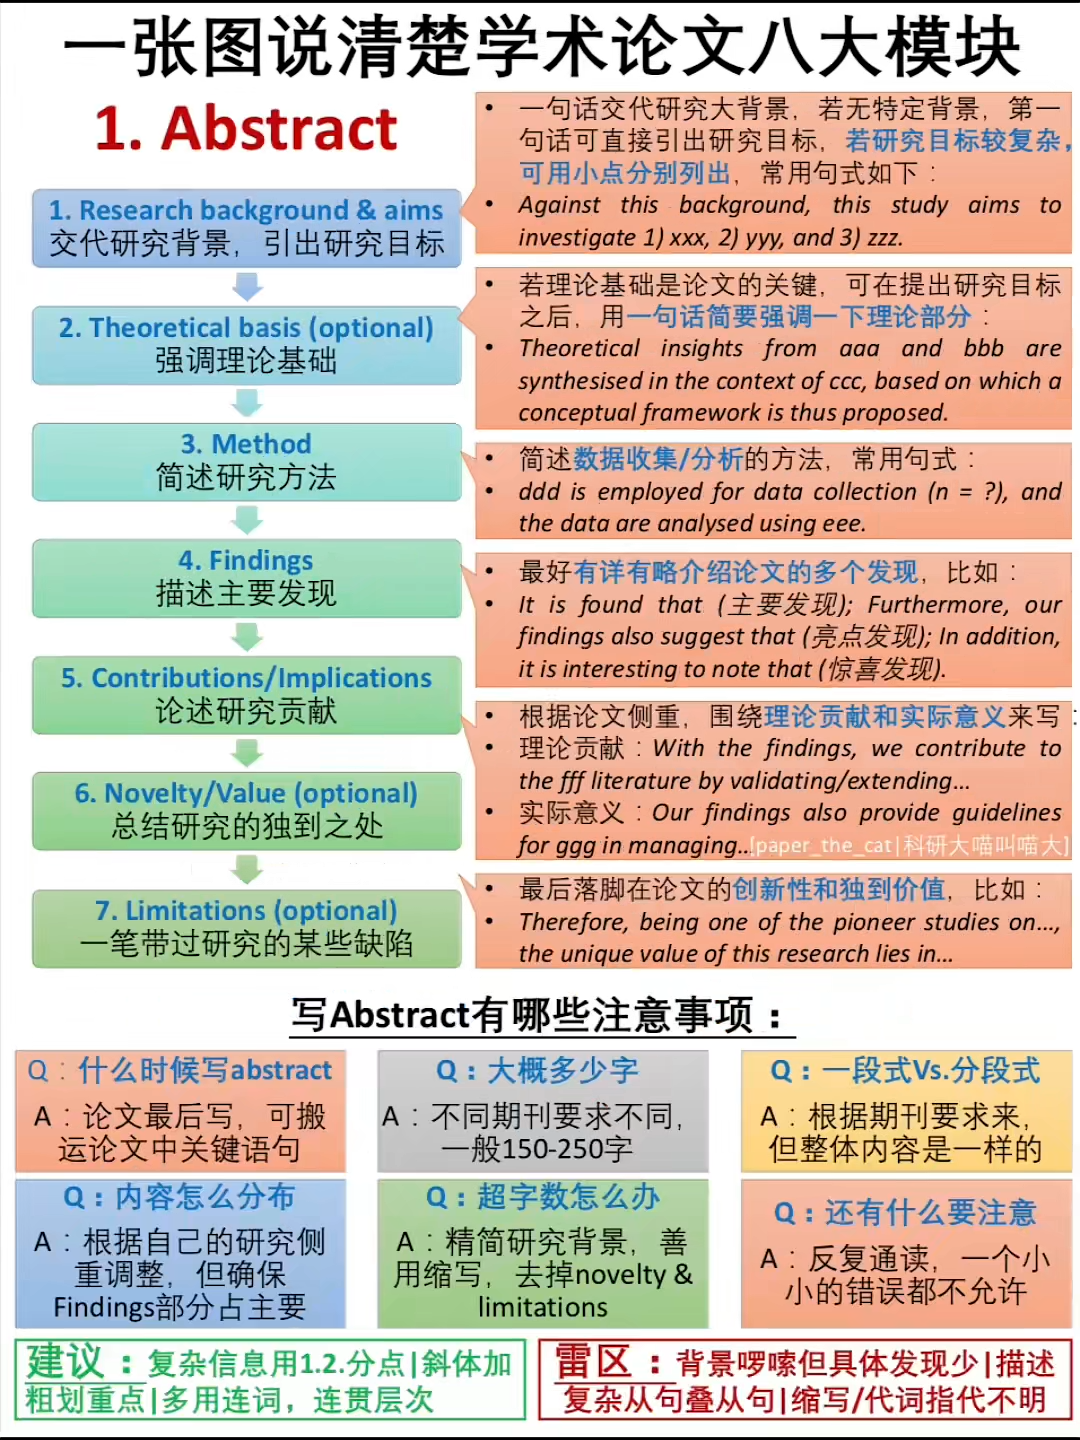 一张图说清楚学术论文八大模块
1. Abstract
1. Research background & aims
交代研究背景，引出研究目标
• 一句话交代研究大背景，若无特定背景，第一
句话可直接引出研究目标，若研究目标较复杂，
可用小点分别列出，常用句式如下：
• Against this background, this study aims to
investigate 1) xxx, 2) yyy, and 3) zzz.
2. Theoretical basis (optional)
强调理论基础
• 若理论基础是论文的关键，可在提出研究目标
之后，用一句话简要强调一下理论部分：
• Theoretical insights from aaa and bbb are
synthesised in the context of ccc, based on which a
conceptual framework is thus proposed.
3. Method
简述研究方法
• 简述数据收集/分析的方法，常用句式：
• ddd is employed for data collection (n = ?), and
the data are analysed using eee.
4. Findings
描述主要发现
• 最好有详有略介绍论文的多个发现，比如：
• It is found that (主要发现); Furthermore, our
findings also suggest that (亮点发现); In addition,
it is interesting to note that (惊喜发现).
5. Contributions/Implications
论述研究贡献
• 根据论文侧重，围绕理论贡献和实际意义来写：
• 理论贡献：With the findings, we contribute to
the fff literature by validating/extending…
• 实际意义：Our findings also provide guidelines
for ggg in managing…
[paper_the_cat|科研大喵叫喵大]
6. Novelty/Value (optional)
总结研究的独到之处
7. Limitations (optional)
一笔带过研究的某些缺陷
• 最后落脚在论文的创新性和独到价值，比如：
• Therefore, being one of the pioneer studies on…,
the unique value of this research lies in…
写Abstract有哪些注意事项：
Q：什么时候写abstract
A：论文最后写，可搬
运论文中关键语句
Q：大概多少字
A：不同期刊要求不同，
一般150-250字
Q：一段式Vs.分段式
A：根据期刊要求来，
但整体内容是一样的
Q：内容怎么分布
A：根据自己的研究侧
重调整，但确保
Findings部分占主要
Q：超字数怎么办
A：精简研究背景，善
用缩写，去掉novelty &
limitations
Q：还有什么要注意
A：反复通读，一个小
小的错误都不允许
建议：复杂信息用1.2.分点|斜体加
粗划重点|多用连词，连贯层次
雷区：背景啰嗦但具体发现少|描述
复杂从句叠从句|缩写/代词指代不明